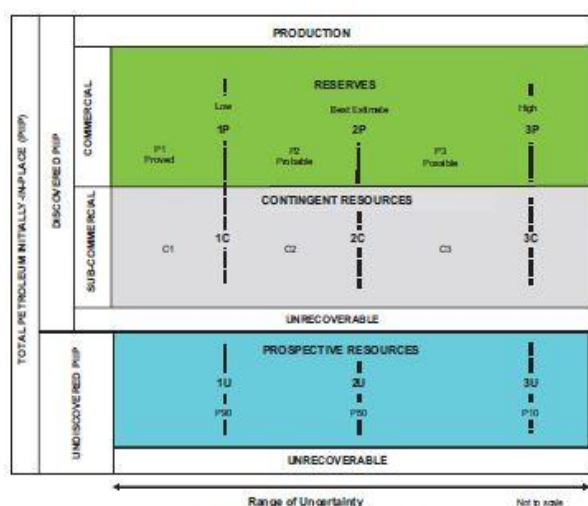 TOTAL PETROLEUM INITIALLY-IN-PLACE (PIIP)
DISCOVERED PIIP
UNDISCOVERED PIIP
COMMERCIAL
SUB-COMMERCIAL
PRODUCTION
RESERVES
Low Best Estimate High
1P 2P 3P
P1 P2 P3
Proved Probable Possible
CONTINGENT RESOURCES
1C 2C 3C
C1 C2 C3
UNRECOVERABLE
PROSPECTIVE RESOURCES
1U 2U 3U
P90 P50 P10
UNRECOVERABLE
Range of Ungertainty Not to scale